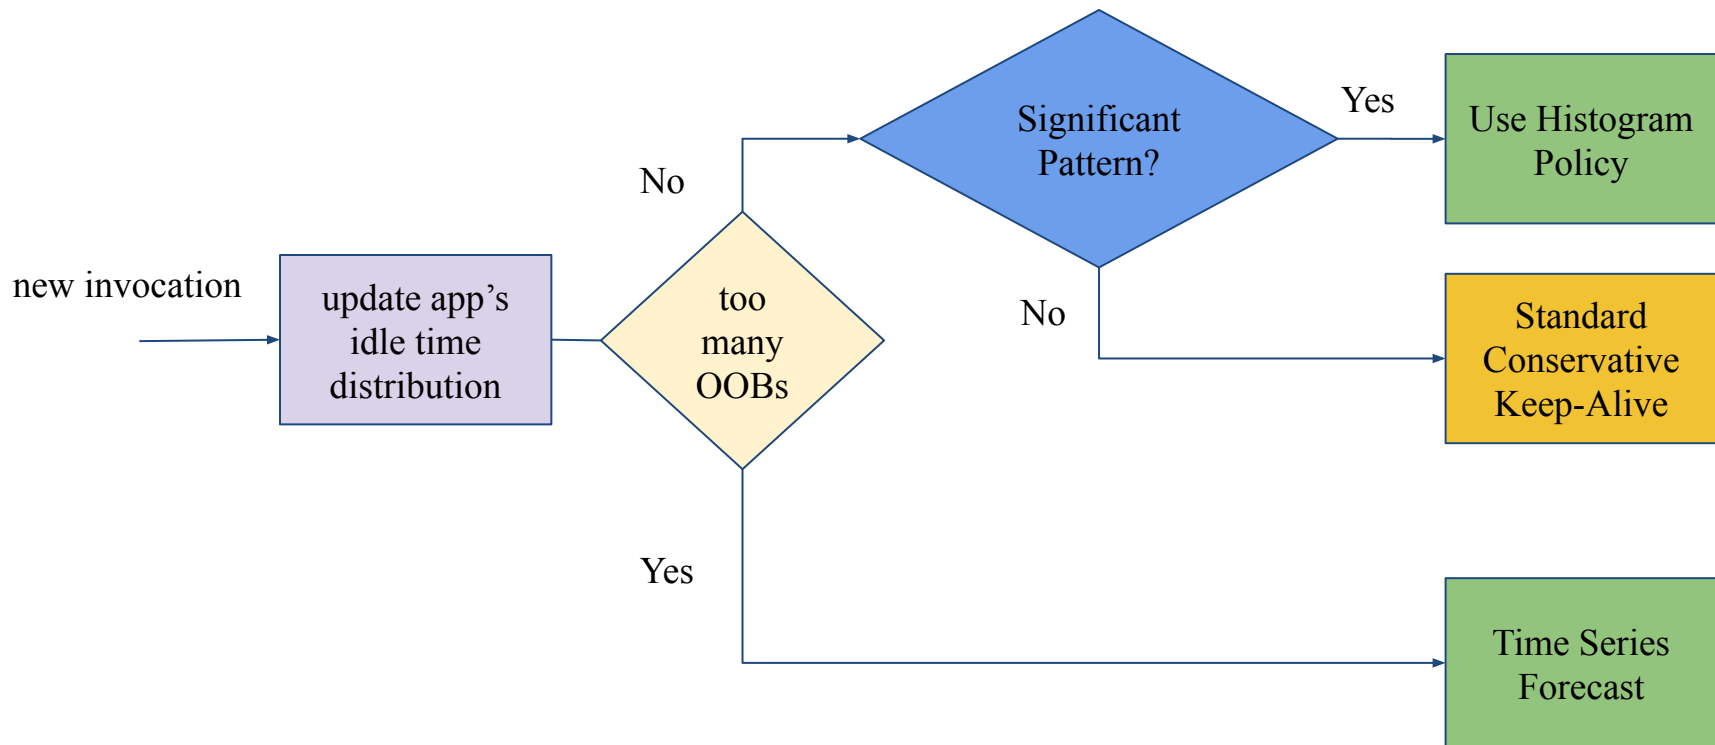 new invocation
update app’s
idle time
distribution
too
many
OOBs
No
Yes
Significant
Pattern?
Yes
No
Use Histogram
Policy
Standard
Conservative
Keep-Alive
Time Series
Forecast